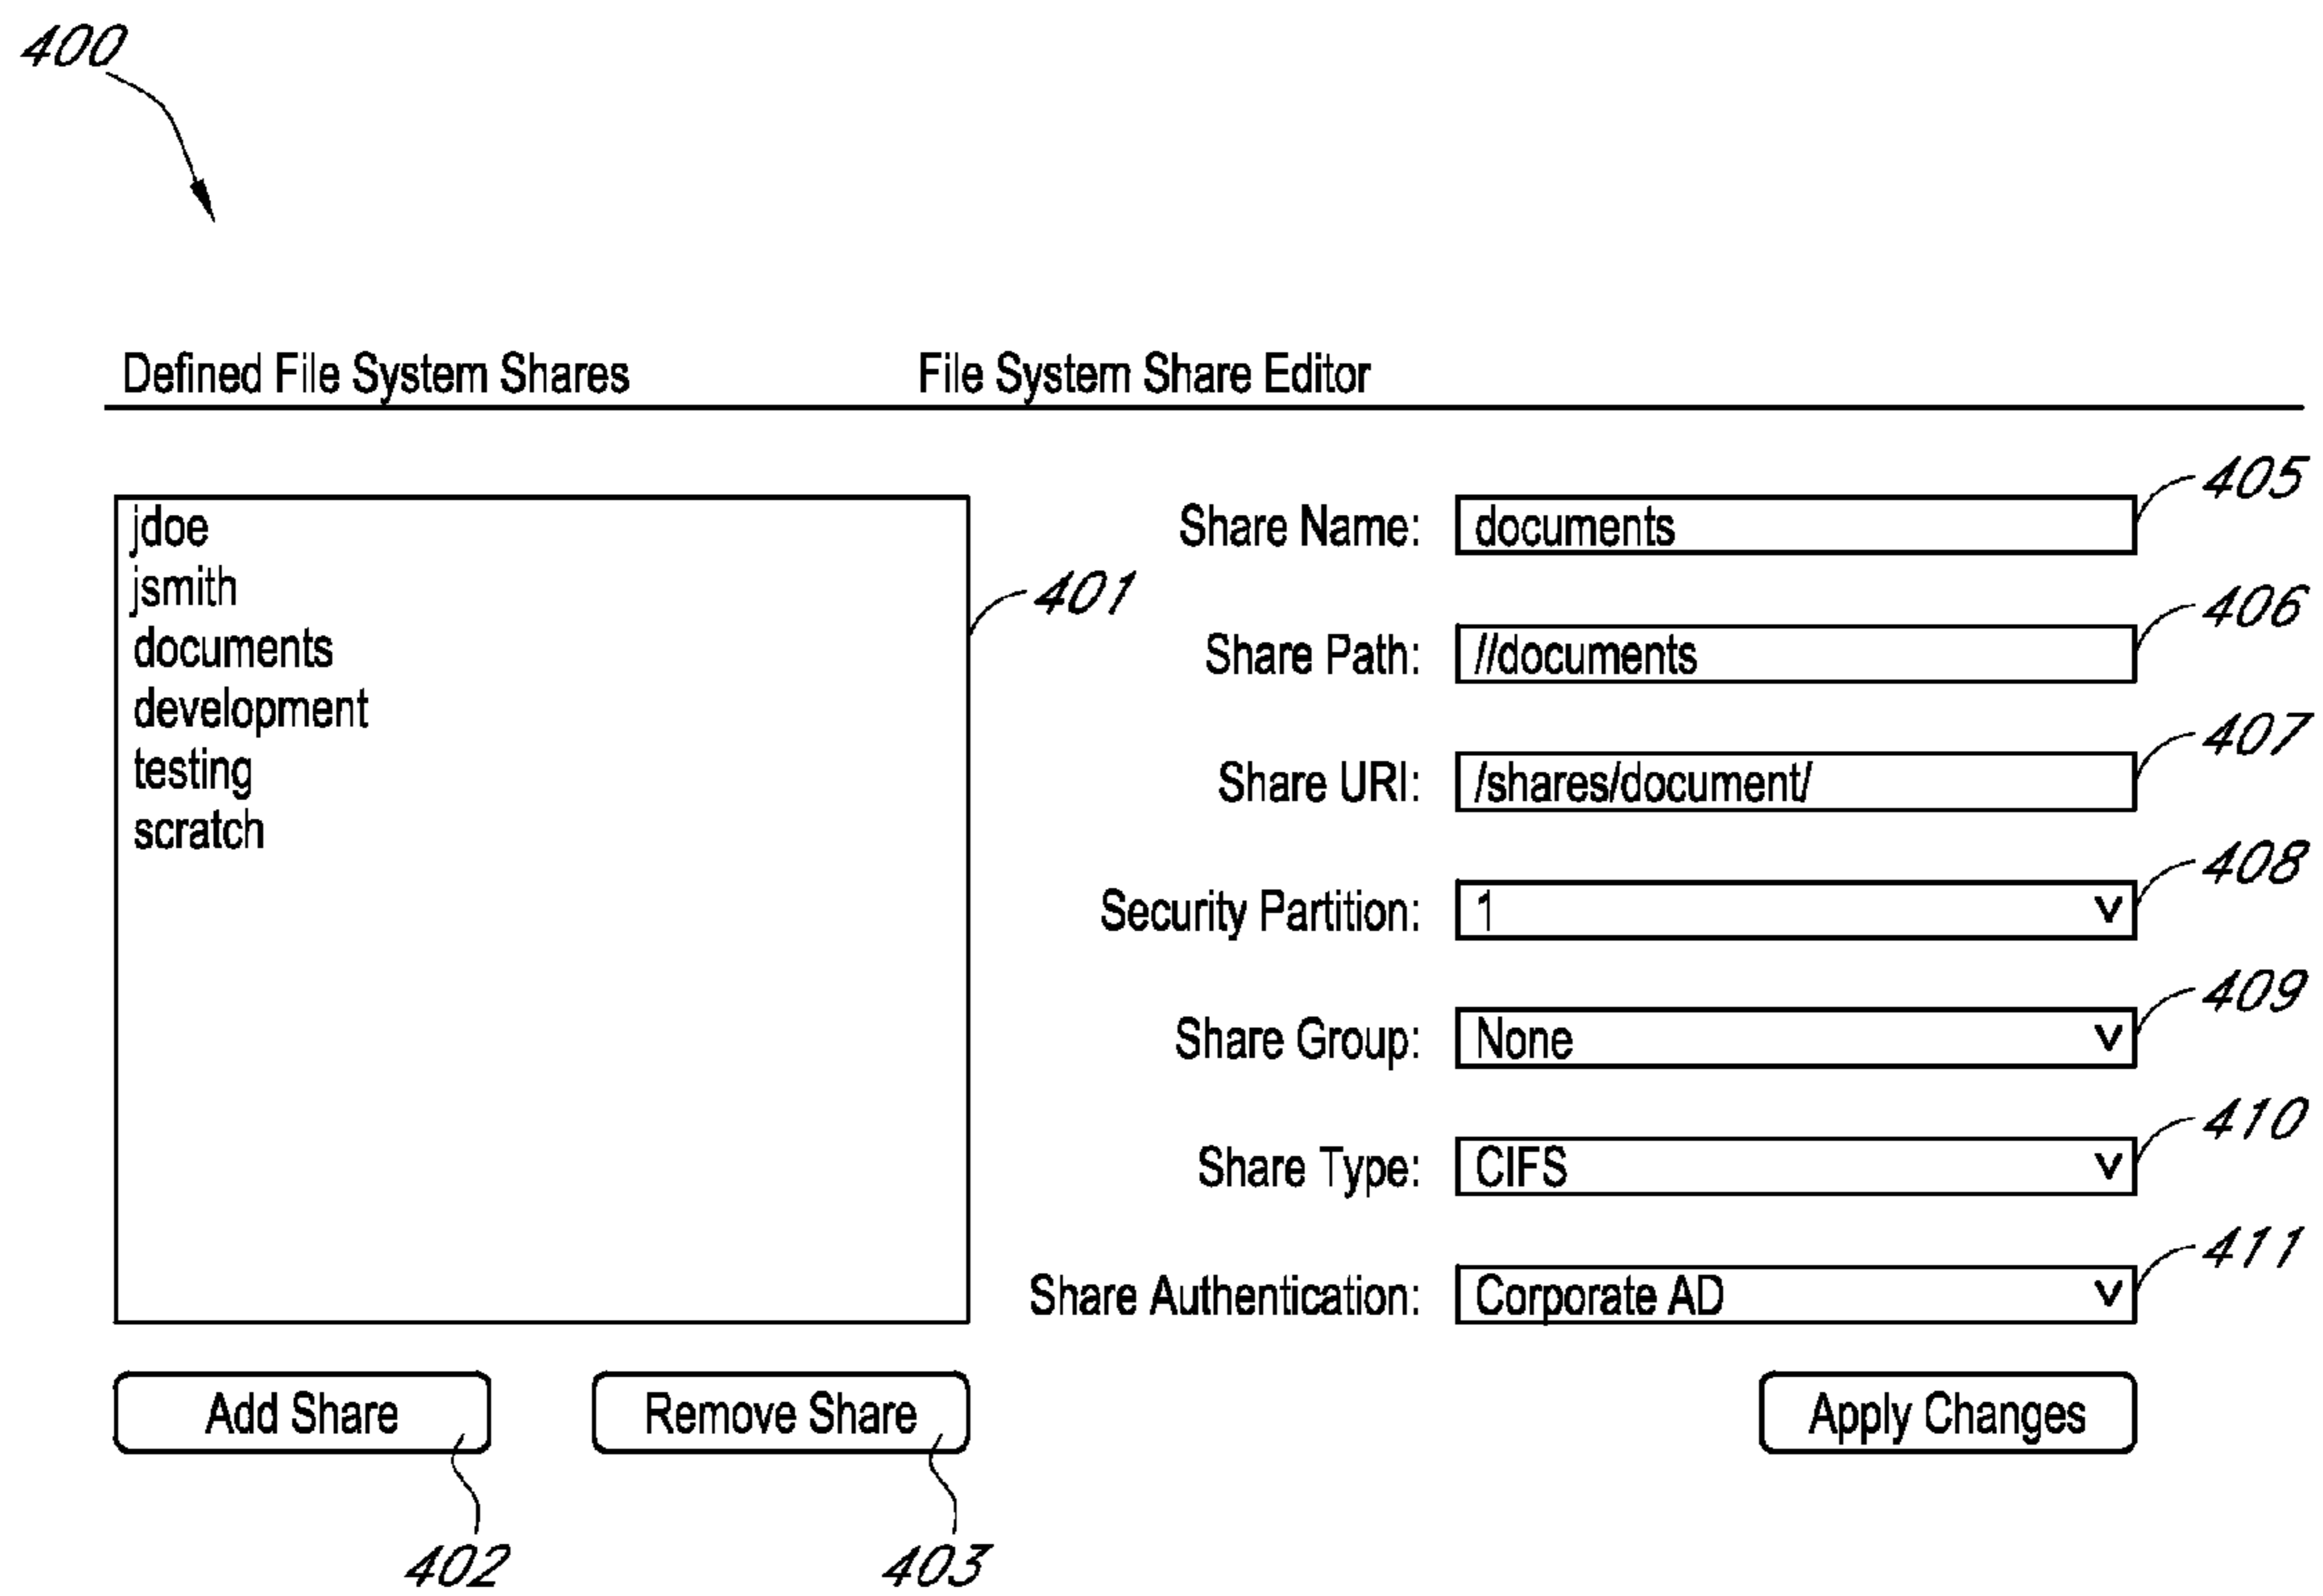 400
Defined File System Shares
File System Share Editor
jdoe
jsmith
documents
development
testing
scratch
401
Add Share
402
Remove Share
403
Share Name: documents 405
Share Path: //documents 406
Share URI: /shares/document/ 407
Security Partition: 1 V 408
Share Group: None V 409
Share Type: CIFS V 410
Share Authentication: Corporate AD V 411
Apply Changes